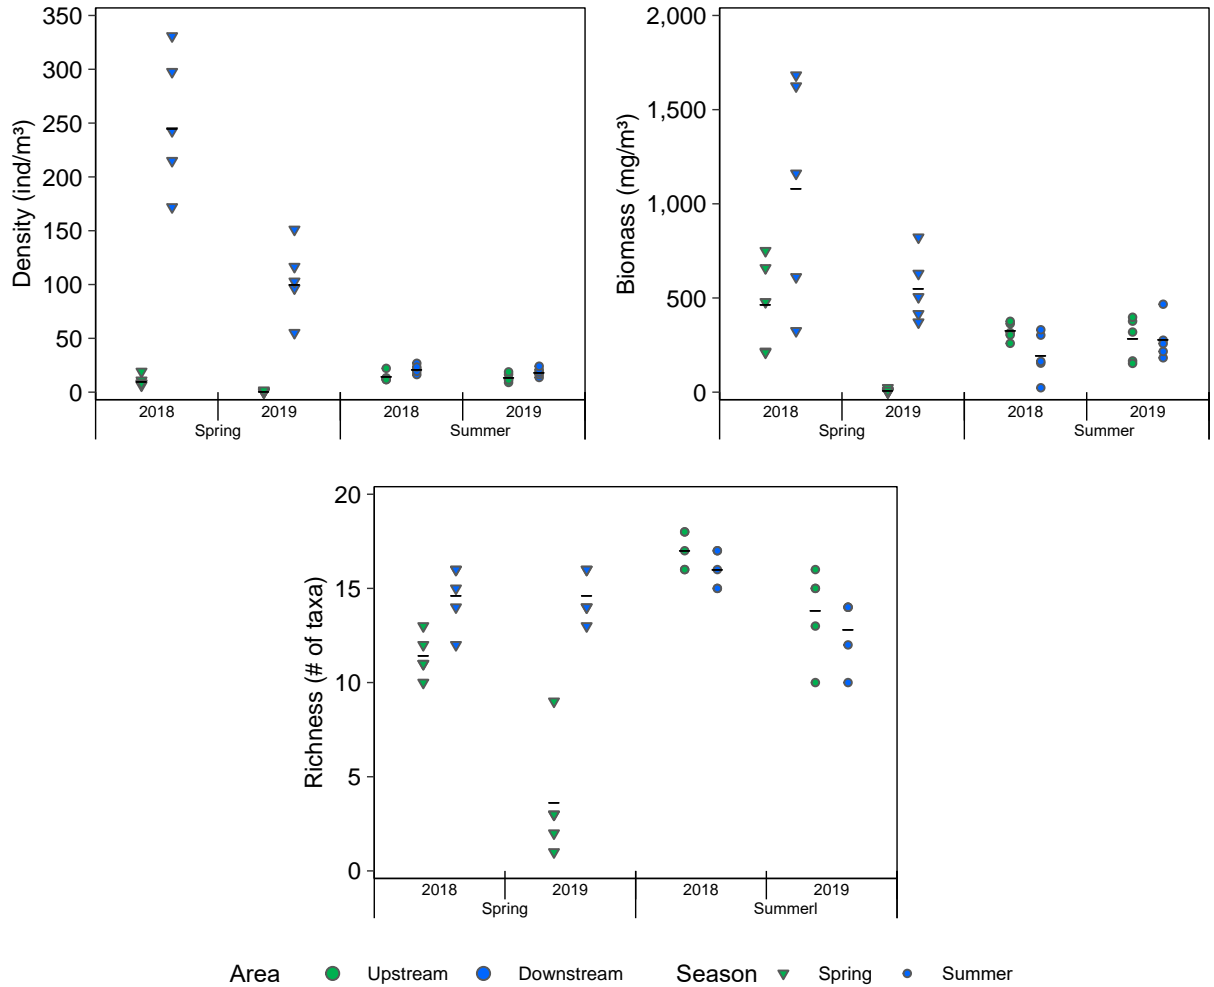 Density (ind/m³)
350
300
250
200
150
100
50
0
2018 2019 2018 2019
Spring Summer
Biomass (mg/m³)
2,000
1,500
1,000
500
0
2018 2019 2018 2019
Spring Summer
Richness (# of taxa)
20
15
10
5
0
2018 2019 2018 2019
Spring Summerl
Area Upstream Downstream Season Spring Summer